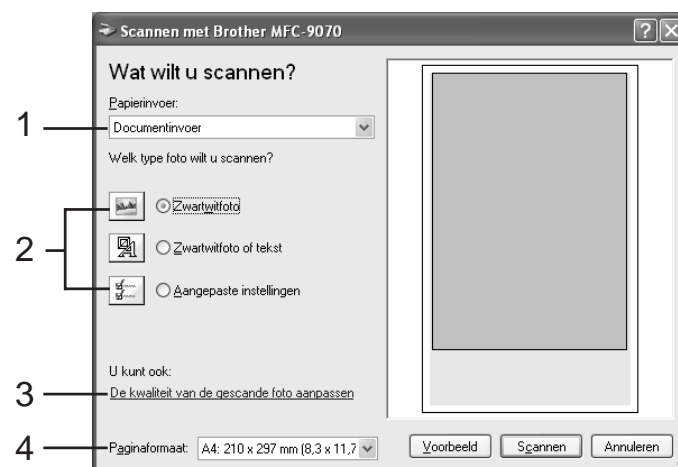 Scannen met Brother MFC-9070
Wat wilt u scannen?
Papierinvoer:
1
Documentinvoer
Welk type foto wilt u scannen?
Zwartwitfoto
2
Zwartwitfoto of tekst
Aangepaste instellingen
U kunt ook:
3
De kwaliteit van de gescande foto aanpassen
4
Paginaformaat: A4: 210 x 297 mm (8,3 x 11,7
Voorbeeld Scannen Annuleren